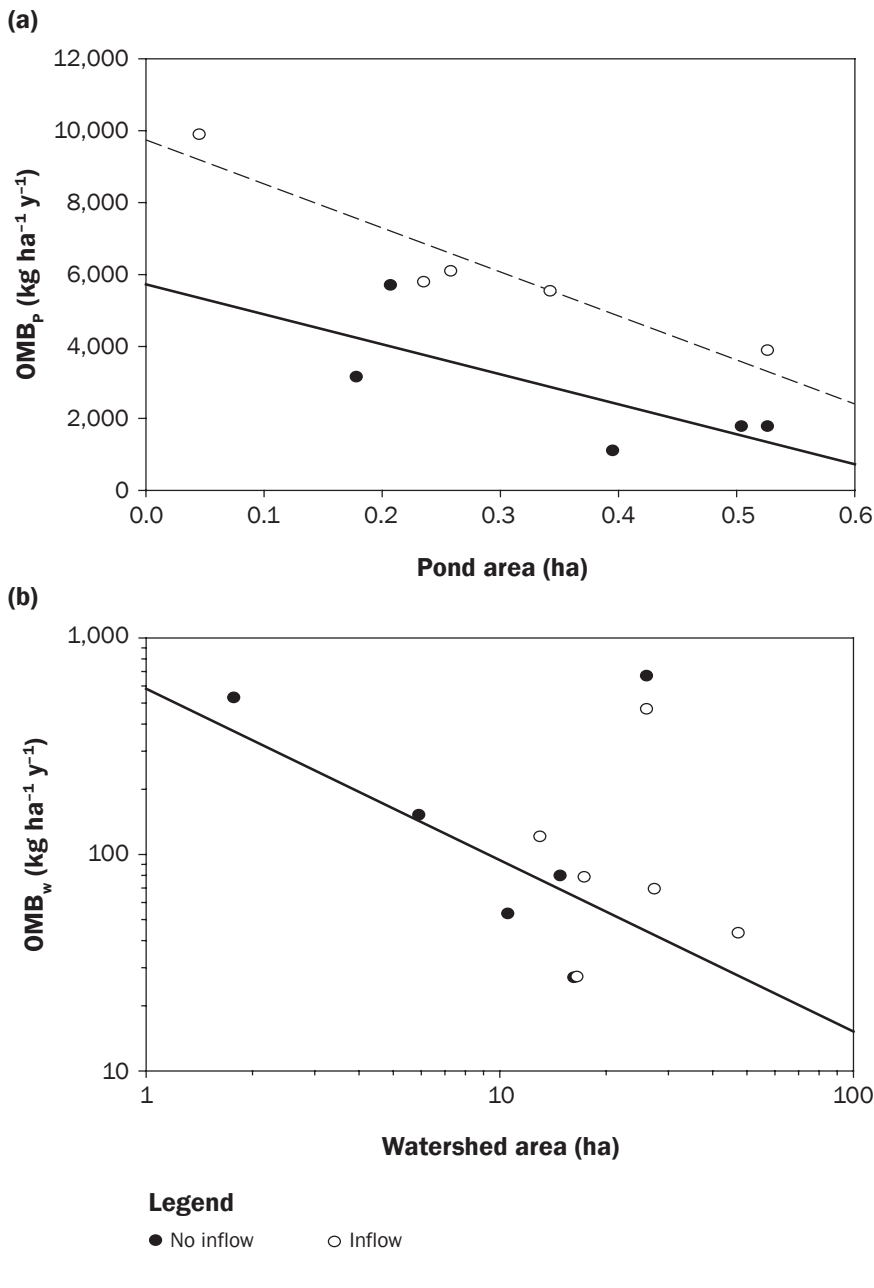 (a)
12,000
10,000
8,000
6,000
4,000
2,000
0
OMBₚ (kg ha⁻¹ y⁻¹)
0.0 0.1 0.2 0.3 0.4 0.5 0.6
Pond area (ha)
(b)
1,000
100
10
OMB_w (kg ha⁻¹ y⁻¹)
1 10 100
Watershed area (ha)
Legend
No inflow Inflow